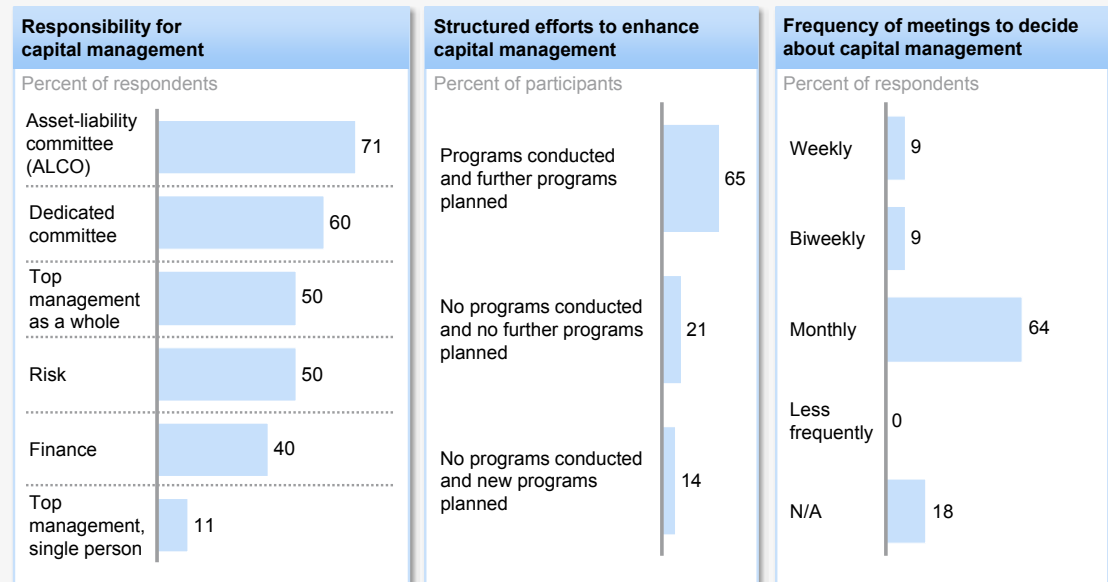 Responsibility for
capital management
Percent of respondents
Asset-liability
committee
(ALCO)
71
Dedicated
committee
60
Top
management
as a whole
50
Risk
50
Finance
40
Top
management,
single person
11
Structured efforts to enhance
capital management
Percent of participants
Programs conducted
and further programs
planned
65
No programs conducted
and no further programs
planned
21
No programs conducted
and new programs
planned
14
Frequency of meetings to decide
about capital management
Percent of respondents
Weekly
9
Biweekly
9
Monthly
64
Less
frequently
0
N/A
18